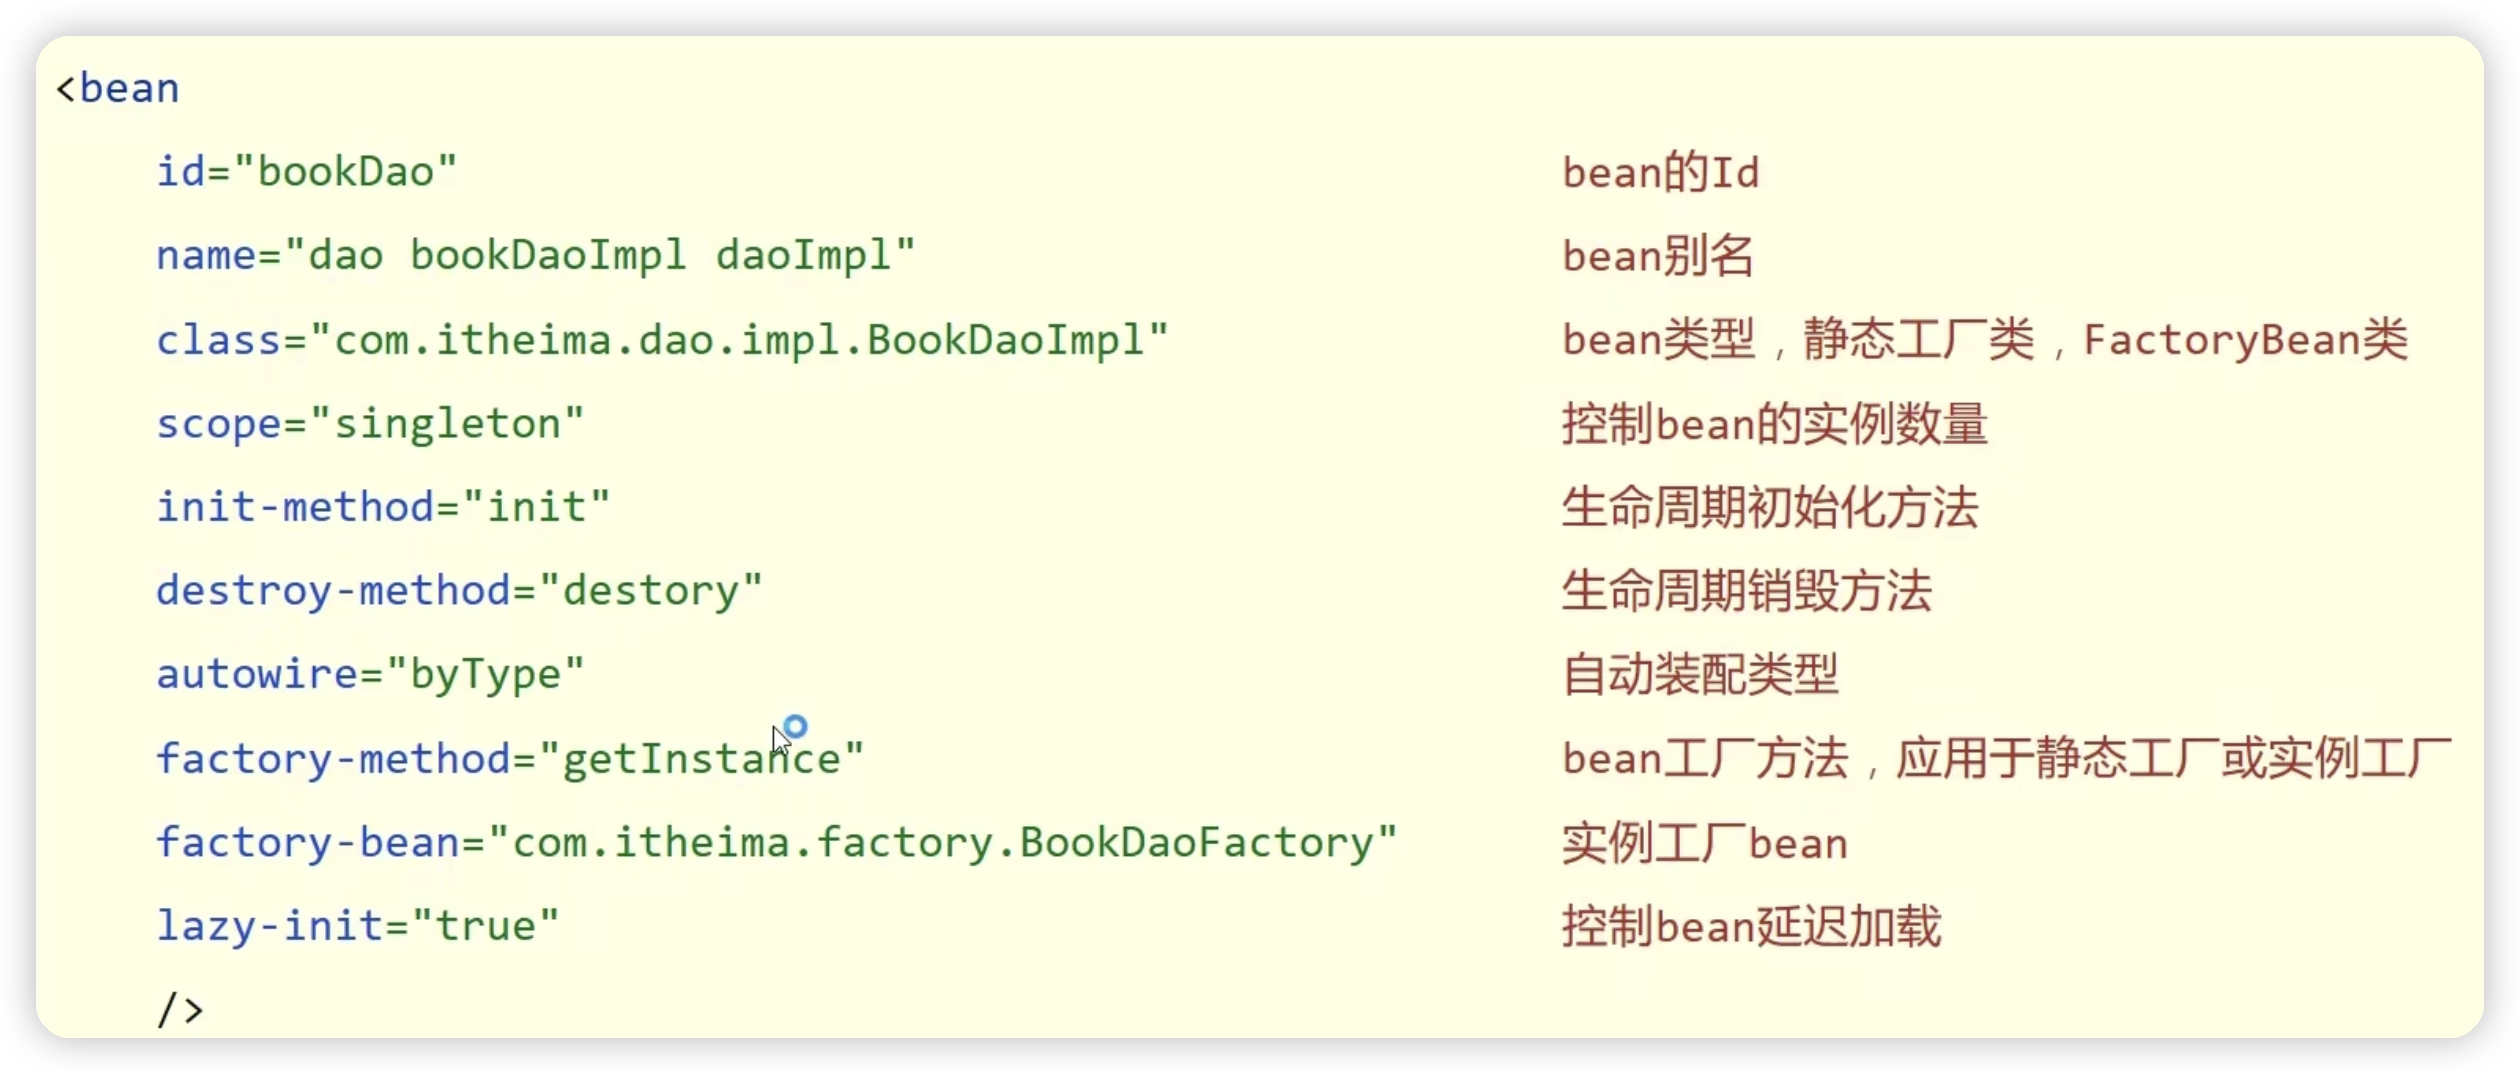 <bean
id="bookDao" bean的Id
name="dao bookDaoImpl daoImpl" bean别名
class="com.itheima.dao.impl.BookDaoImpl" bean类型，静态工厂类，FactoryBean类
scope="singleton" 控制bean的实例数量
init-method="init" 生命周期初始化方法
destroy-method="destory" 生命周期销毁方法
autowire="byType" 自动装配类型
factory-method="getInstance" bean工厂方法，应用于静态工厂或实例工厂
factory-bean="com.itheima.factory.BookDaoFactory" 实例工厂bean
lazy-init="true" 控制bean延迟加载
/>